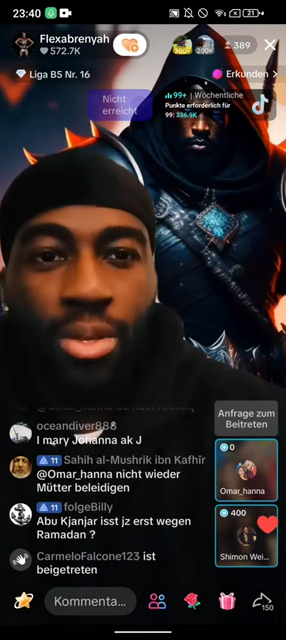 23:40
21%
Flexabrenyah
572.7K
200+
200+
389
Liga B5 Nr. 16
Erkunden
Nicht
erreicht
99+ | Wöchentliche
Punkte erforderlich für
99: 336.9K
oceandiver888
I mary Johanna ak J
11 Sahih al-Mushrik ibn Kafhīr
@Omar_Hanna nicht wieder
Mütter beleidigen
11 folgeBilly
Abu Kjanjar isst jz erst wegen
Ramadan ?
CarmeloFalcone123 ist
beigetreten
Anfrage zum
Beitreten
0
Omar_hanna
400
Shimon Wei...
Kommenta...
150